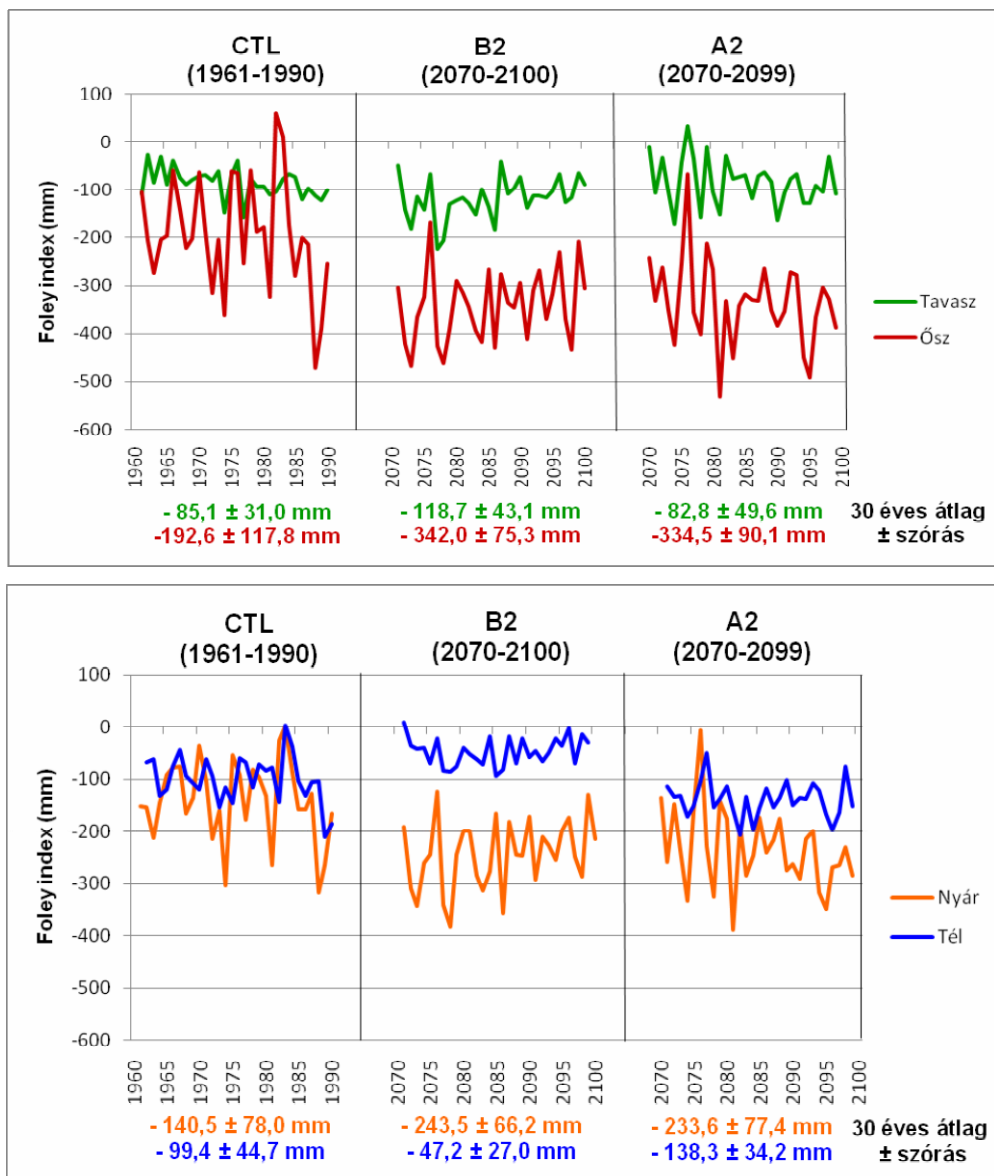 CTL
(1961-1990)
B2
(2070-2100)
A2
(2070-2099)
Foley index (mm)
100
0
-100
-200
-300
-400
-500
-600
1960
1965
1970
1975
1980
1985
1990
2070
2075
2080
2085
2090
2095
2100
2070
2075
2080
2085
2090
2095
2100
Tavasz
Ősz
- 85,1 ± 31,0 mm
-192,6 ± 117,8 mm
- 118,7 ± 43,1 mm
- 342,0 ± 75,3 mm
- 82,8 ± 49,6 mm
-334,5 ± 90,1 mm
30 éves átlag
± szórás
CTL
(1961-1990)
B2
(2070-2100)
A2
(2070-2099)
Foley index (mm)
100
0
-100
-200
-300
-400
-500
-600
1960
1965
1970
1975
1980
1985
1990
2070
2075
2080
2085
2090
2095
2100
2070
2075
2080
2085
2090
2095
2100
Nyár
Tél
- 140,5 ± 78,0 mm
- 99,4 ± 44,7 mm
- 243,5 ± 66,2 mm
- 47,2 ± 27,0 mm
- 233,6 ± 77,4 mm
- 138,3 ± 34,2 mm
30 éves átlag
± szórás